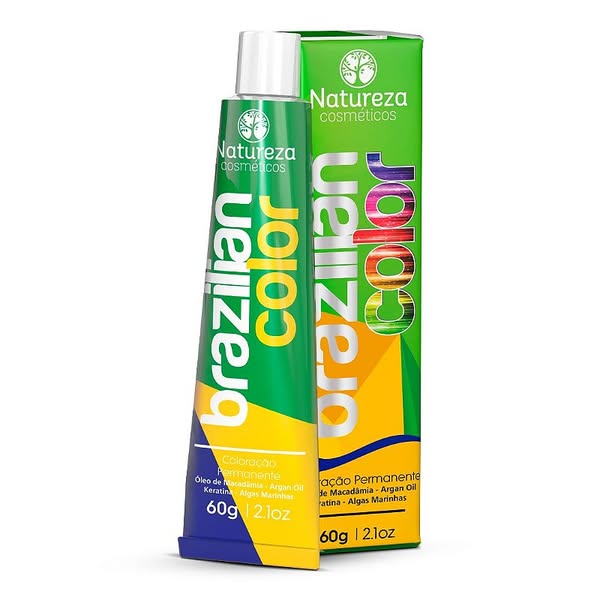 Natureza
cosméticos
brazilian
color
Coloração
Permanente
Óleo de Macadâmia - Argan Oil
Keratina - Algas Marinhas
60g | 2.1oz
Natureza
cosméticos
brazilian
color
ração Permanente
de Macadâmia - Argan Oil
ratina - Algas Marinhas
60g | 2.1oz